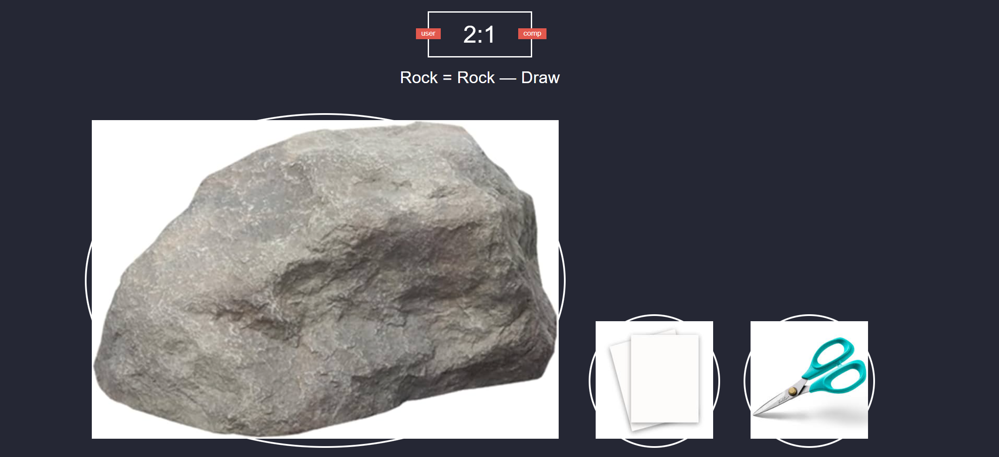 user
2:1
comp
Rock = Rock — Draw